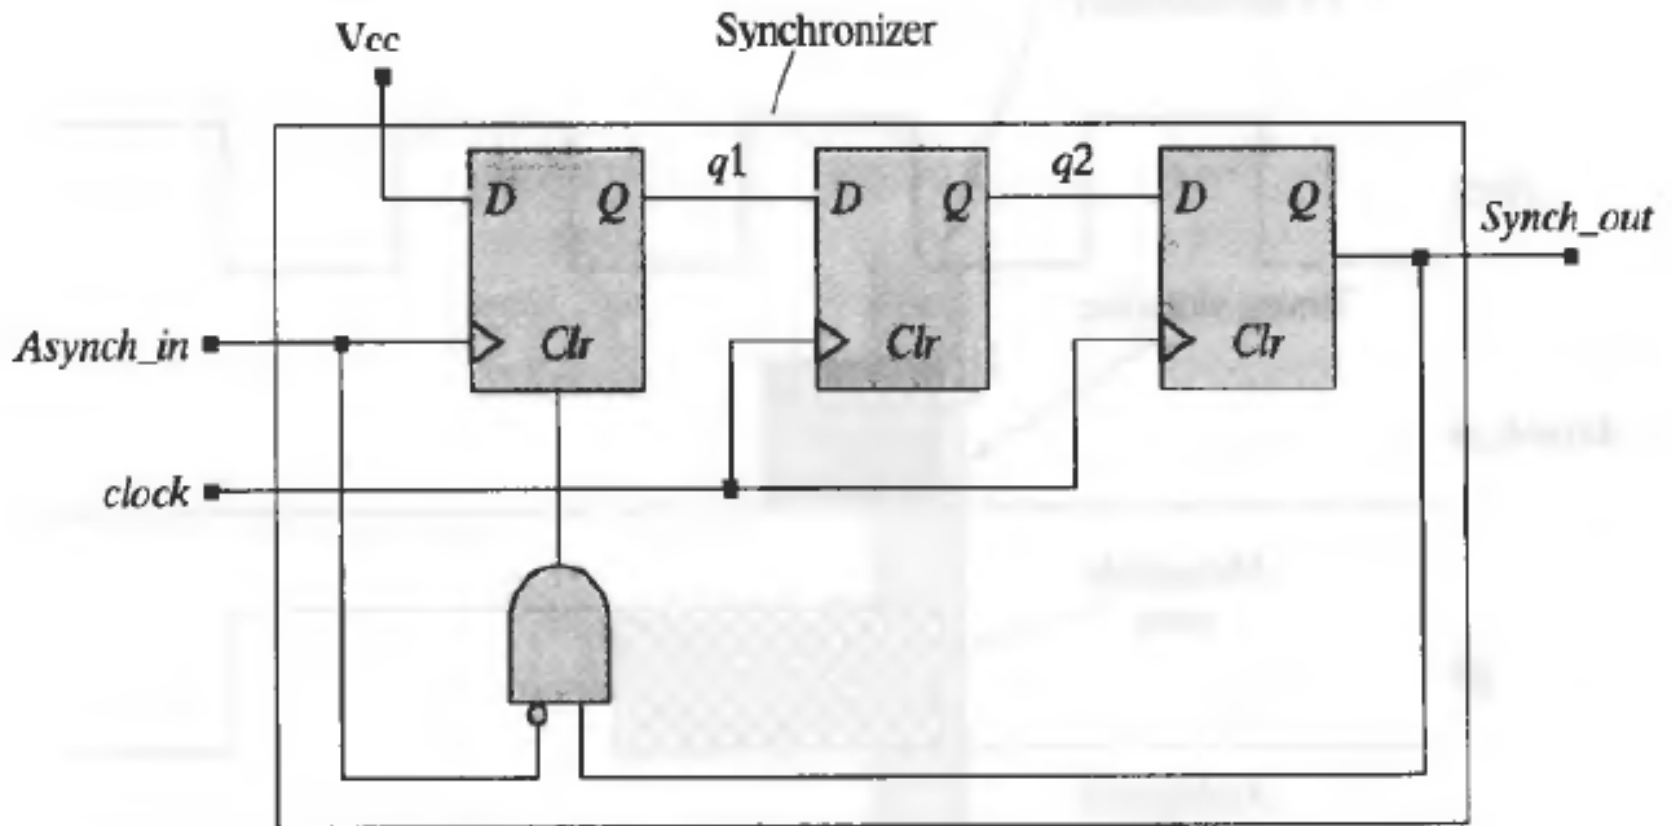 Vcc
Synchronizer
D Q
q1
D Q
q2
D Q
Synch_out
Asynch_in
Clr
Clr
Clr
clock